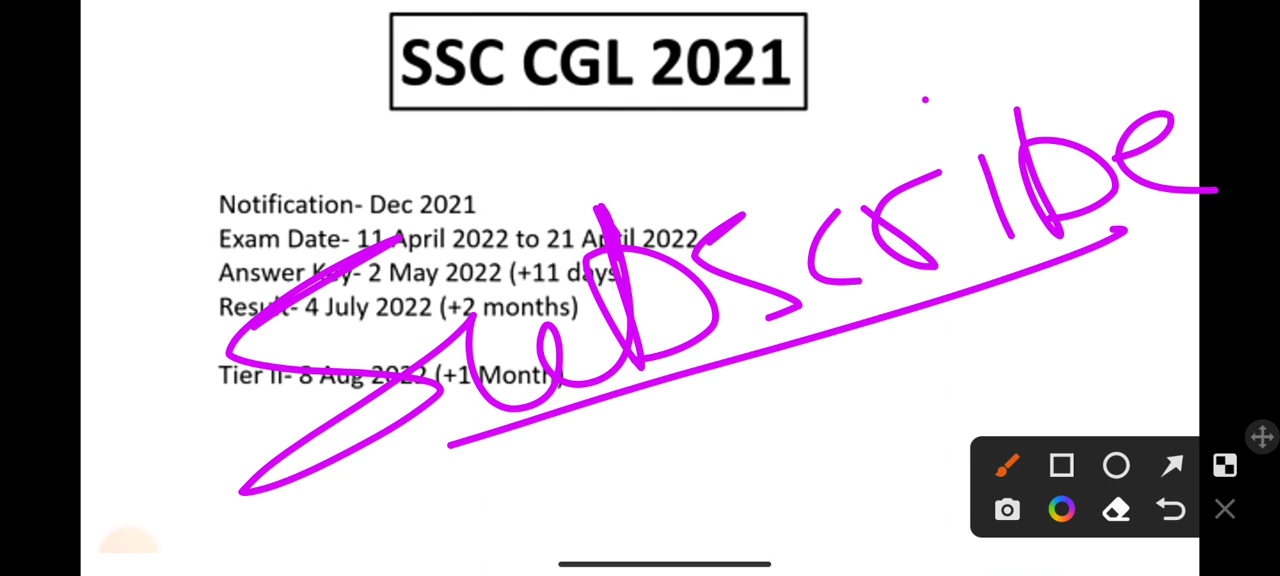 SSC CGL 2021
Notification- Dec 2021
Exam Date- 11 April 2022 to 21 April 2022
Answer Key- 2 May 2022 (+11 days)
Result- 4 July 2022 (+2 months)
Tier II- 8 Aug 2022 (+1 Month)
Subscribe